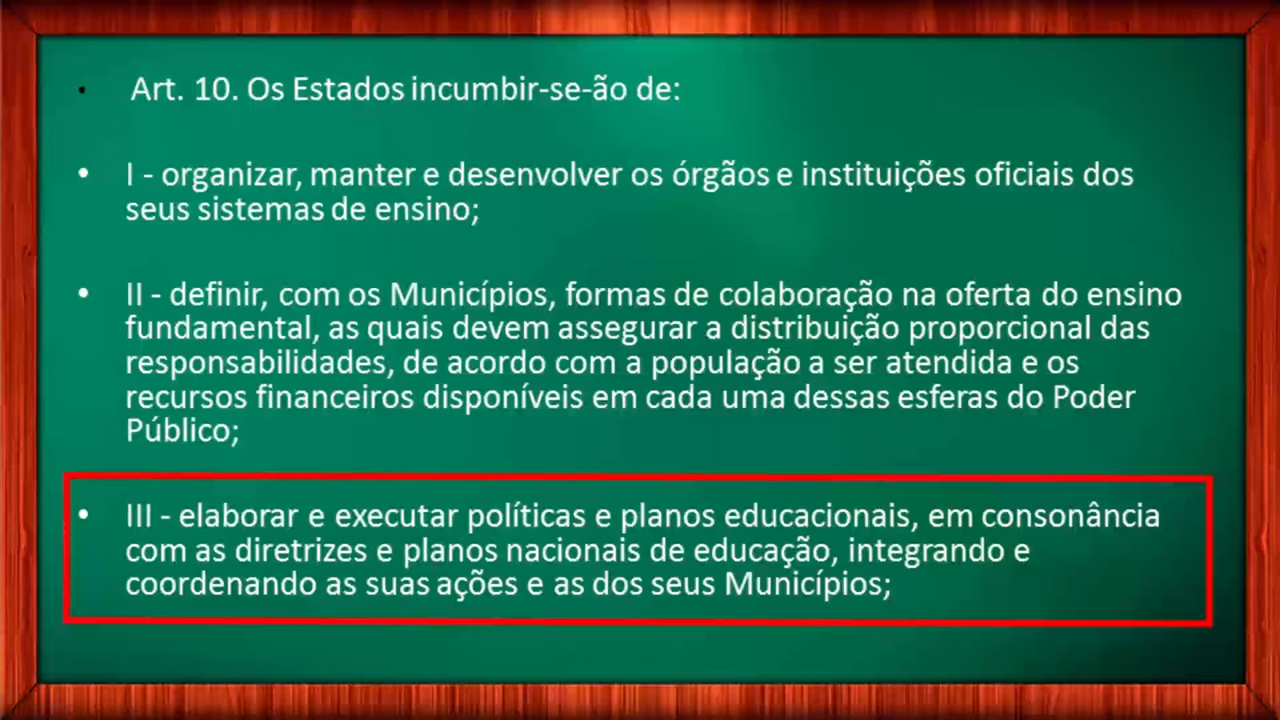 • Art. 10. Os Estados incumbir-se-ão de:
• I - organizar, manter e desenvolver os órgãos e instituições oficiais dos
seus sistemas de ensino;
• II - definir, com os Municípios, formas de colaboração na oferta do ensino
fundamental, as quais devem assegurar a distribuição proporcional das
responsabilidades, de acordo com a população a ser atendida e os
recursos financeiros disponíveis em cada uma dessas esferas do Poder
Público;
• III - elaborar e executar políticas e planos educacionais, em consonância
com as diretrizes e planos nacionais de educação, integrando e
coordenando as suas ações e as dos seus Municípios;